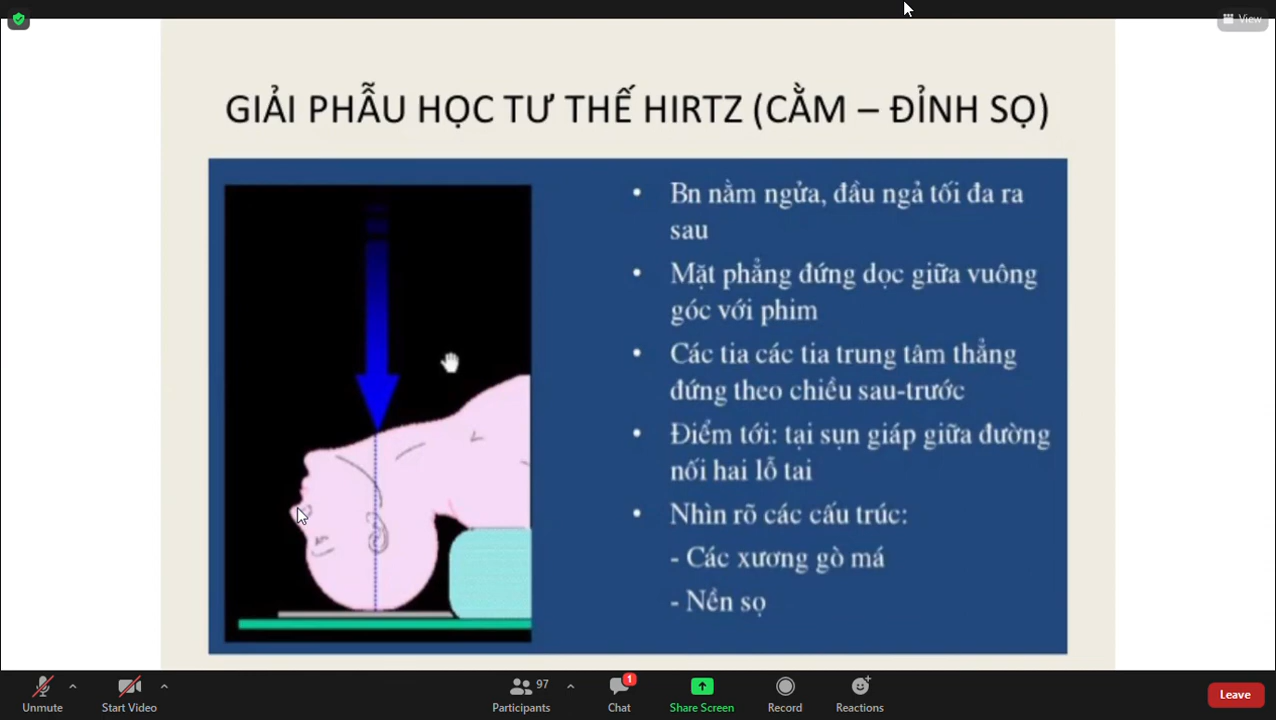 View
GIẢI PHẪU HỌC TƯ THẾ HIRTZ (CẰM – ĐỈNH SỌ)
• Bn nằm ngửa, đầu ngả tối đa ra
sau
• Mặt phẳng đứng dọc giữa vuông
góc với phim
• Các tia các tia trung tâm thẳng
đứng theo chiều sau-trước
• Điểm tới: tại sụn giáp giữa đường
nối hai lỗ tai
• Nhìn rõ các cấu trúc:
- Các xương gò má
- Nền sọ
97
1
Unmute
Start Video
Participants
Chat
Share Screen
Record
Reactions
Leave